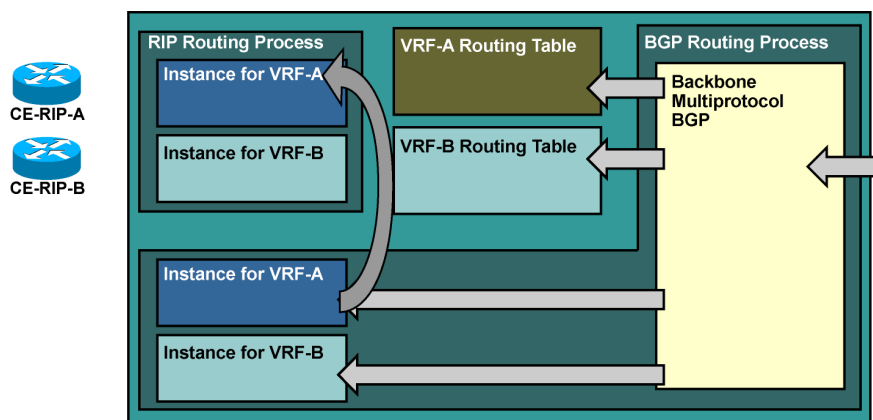 RIP Routing Process
Instance for VRF-A
Instance for VRF-B
VRF-A Routing Table
VRF-B Routing Table
BGP Routing Process
Backbone
Multiprotocol
BGP
CE-RIP-A
CE-RIP-B
Instance for VRF-A
Instance for VRF-B